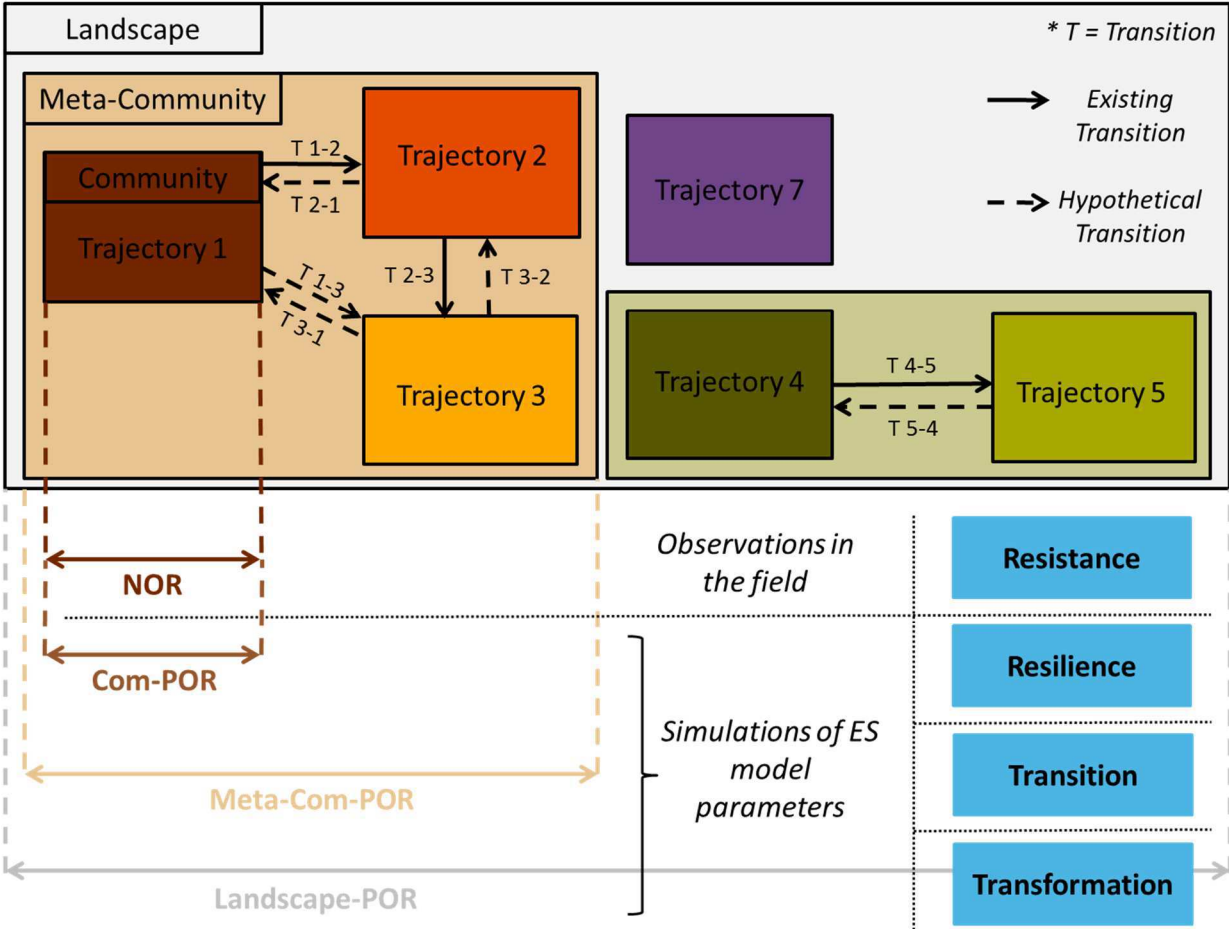 Landscape
* T = Transition
Meta-Community
Existing
Transition
Hypothetical
Transition
Community
Trajectory 1
T 1-2
T 2-1
Trajectory 2
T 1-3
T 3-1
T 2-3
T 3-2
Trajectory 3
Trajectory 7
Trajectory 4
T 4-5
T 5-4
Trajectory 5
NOR
Observations in
the field
Resistance
Com-POR
Resilience
Meta-Com-POR
Simulations of ES
model
parameters
Transition
Landscape-POR
Transformation